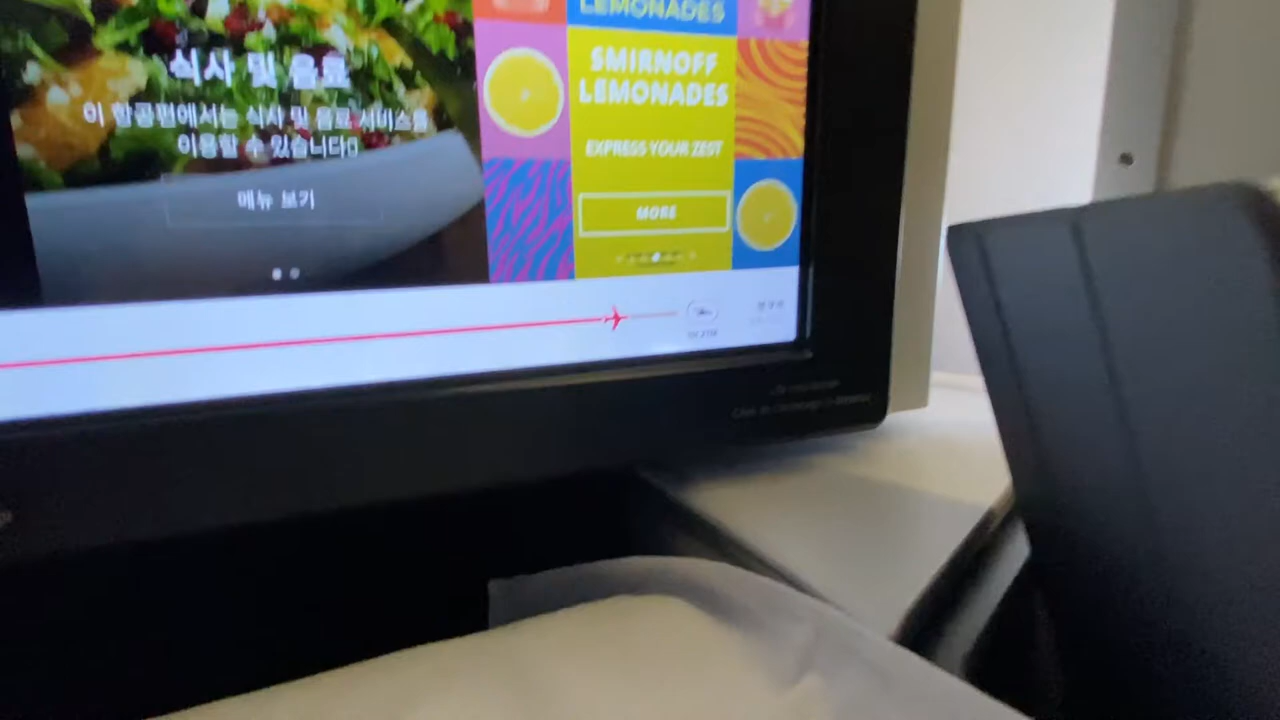 식사 및 음료
이 항공편에서는 식사 및 음료 서비스를
이용할 수 있습니다
메뉴 보기
LEMONADES
SMIRNOFF
LEMONADES
EXPRESS YOUR ZEST
MORE